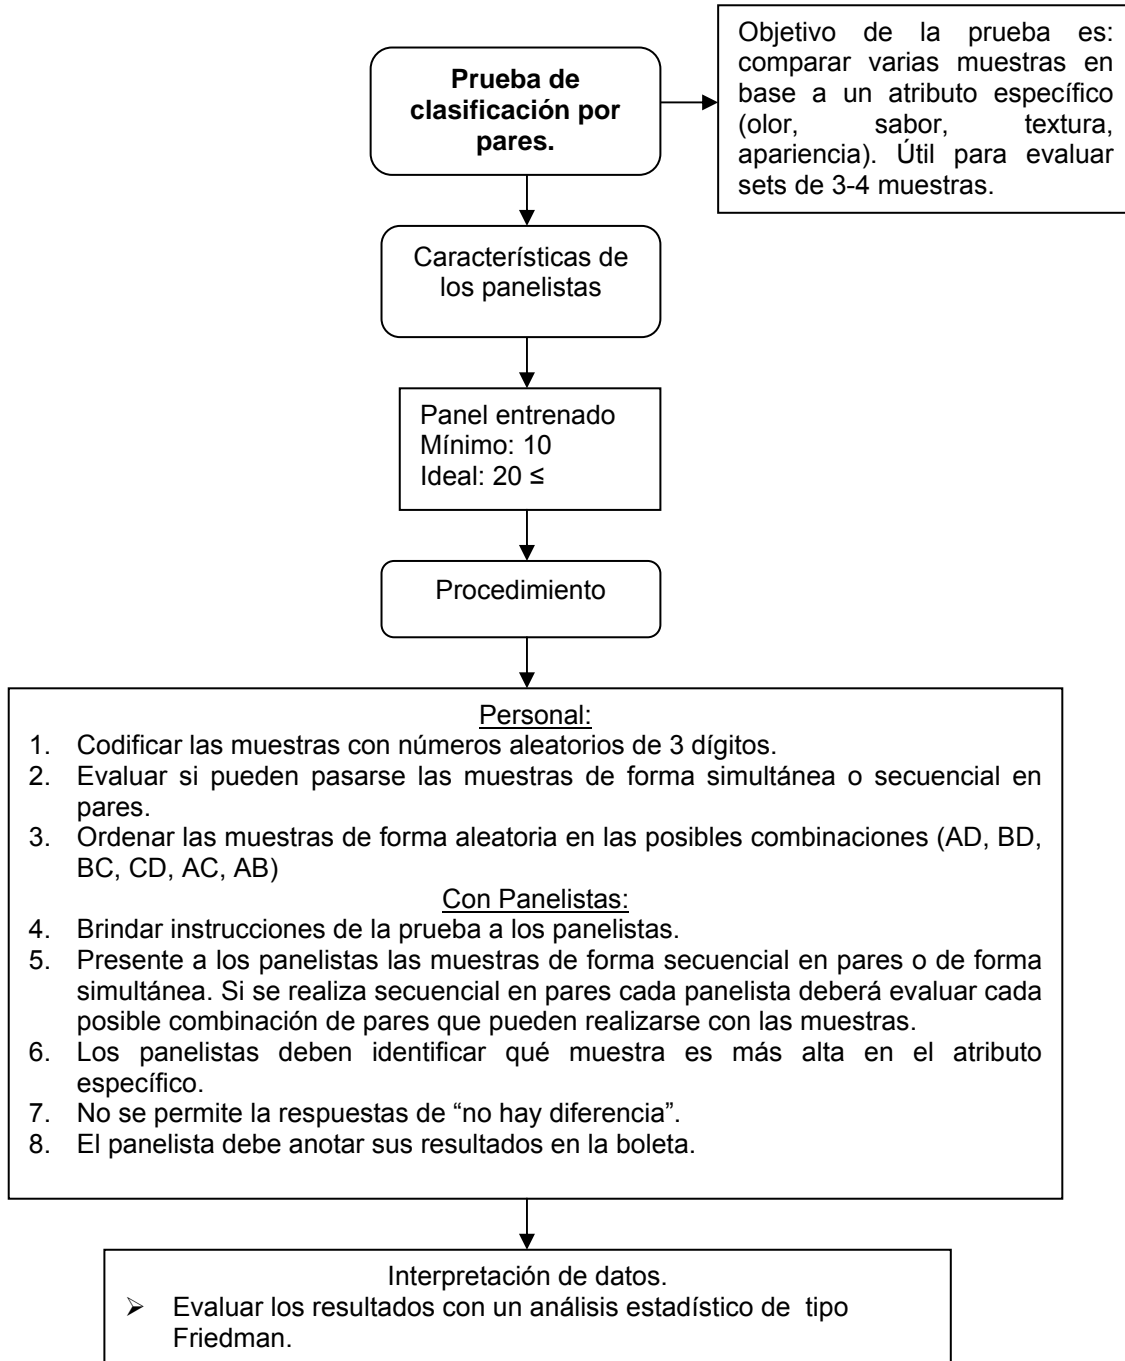 Prueba de
clasificación por
pares.
Objetivo de la prueba es:
comparar varias muestras en
base a un atributo específico
(olor, sabor, textura,
apariencia). Útil para evaluar
sets de 3-4 muestras.
Características de
los panelistas
Panel entrenado
Mínimo: 10
Ideal: 20 ≤
Procedimiento
Personal:
1. Codificar las muestras con números aleatorios de 3 dígitos.
2. Evaluar si pueden pasarse las muestras de forma simultánea o secuencial en
pares.
3. Ordenar las muestras de forma aleatoria en las posibles combinaciones (AD, BD,
BC, CD, AC, AB)
Con Panelistas:
4. Brindar instrucciones de la prueba a los panelistas.
5. Presente a los panelistas las muestras de forma secuencial en pares o de forma
simultánea. Si se realiza secuencial en pares cada panelista deberá evaluar cada
posible combinación de pares que pueden realizarse con las muestras.
6. Los panelistas deben identificar qué muestra es más alta en el atributo
específico.
7. No se permite la respuestas de “no hay diferencia”.
8. El panelista debe anotar sus resultados en la boleta.
Interpretación de datos.
➢ Evaluar los resultados con un análisis estadístico de tipo
Friedman.